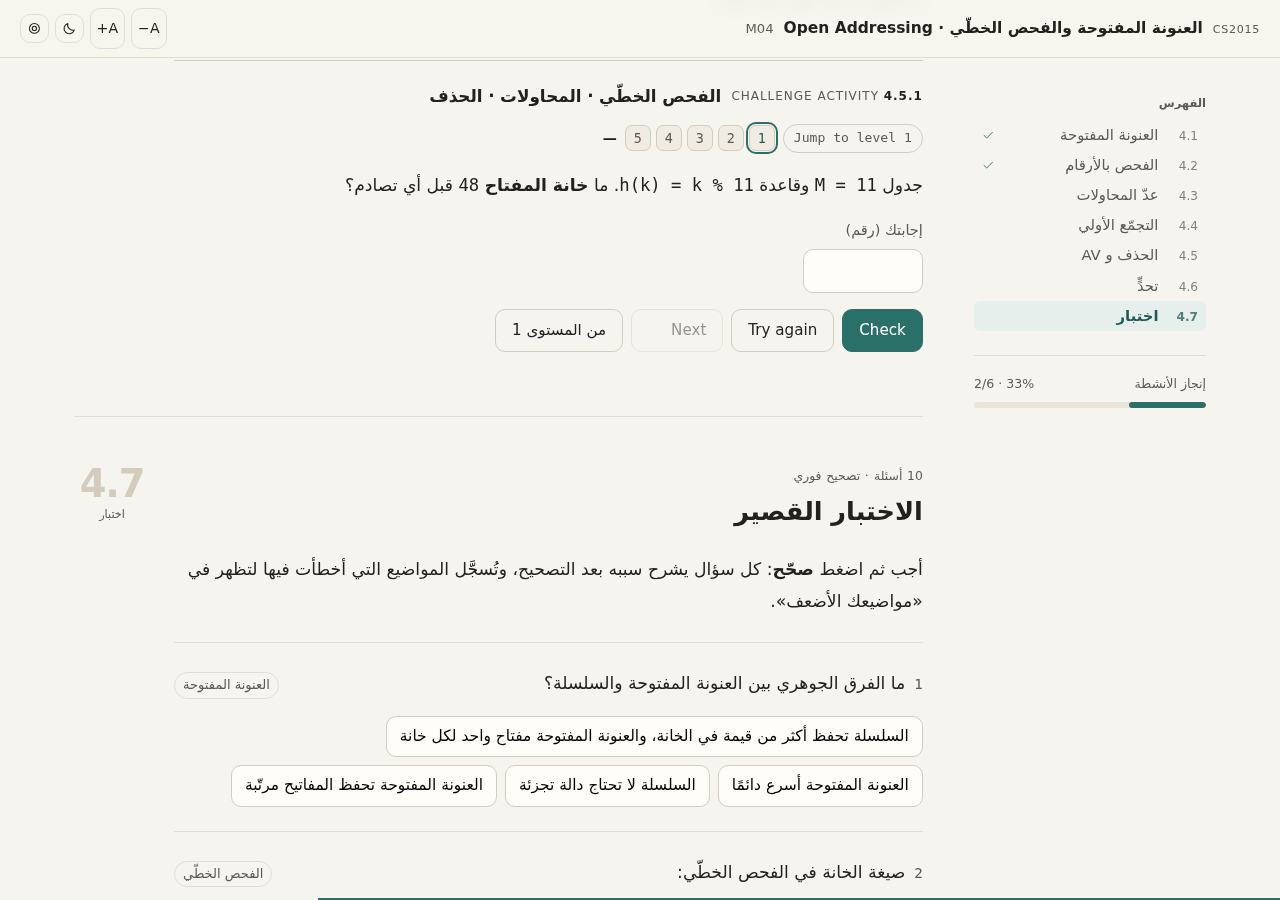 CS2015 العنونة المفتوحة والفحص الخطّي · Open Addressing M04
A+ A−
الفهرس
4.1 العنونة المفتوحة
4.2 الفحص بالأرقام
4.3 عدّ المحاولات
4.4 التجمّع الأولي
4.5 الحذف و AV
4.6 تحدٍّ
4.7 اختبار
إنجاز الأنشطة 2/6 · 33%
CHALLENGE ACTIVITY 4.5.1 الفحص الخطّي · المحاولات · الحذف
Jump to level 1 1 2 3 4 5 —
جدول M = 11 وقاعدة h(k) = k % 11. ما خانة المفتاح 48 قبل أي تصادم؟
إجابتك (رقم)
Check Try again Next من المستوى 1
4.7
اختبار
10 أسئلة · تصحيح فوري
الاختبار القصير
أجب ثم اضغط صحّح: كل سؤال يشرح سببه بعد التصحيح، وتُسجَّل المواضيع التي أخطأت فيها لتظهر في
«مواضيعك الأضعف».
1 ما الفرق الجوهري بين العنونة المفتوحة والسلسلة؟ العنونة المفتوحة
السلسلة تحفظ أكثر من قيمة في الخانة، والعنونة المفتوحة مفتاح واحد لكل خانة
العنونة المفتوحة أسرع دائمًا السلسلة لا تحتاج دالة تجزئة العنونة المفتوحة تحفظ المفاتيح مرتّبة
2 صيغة الخانة في الفحص الخطّي: الفحص الخطّي